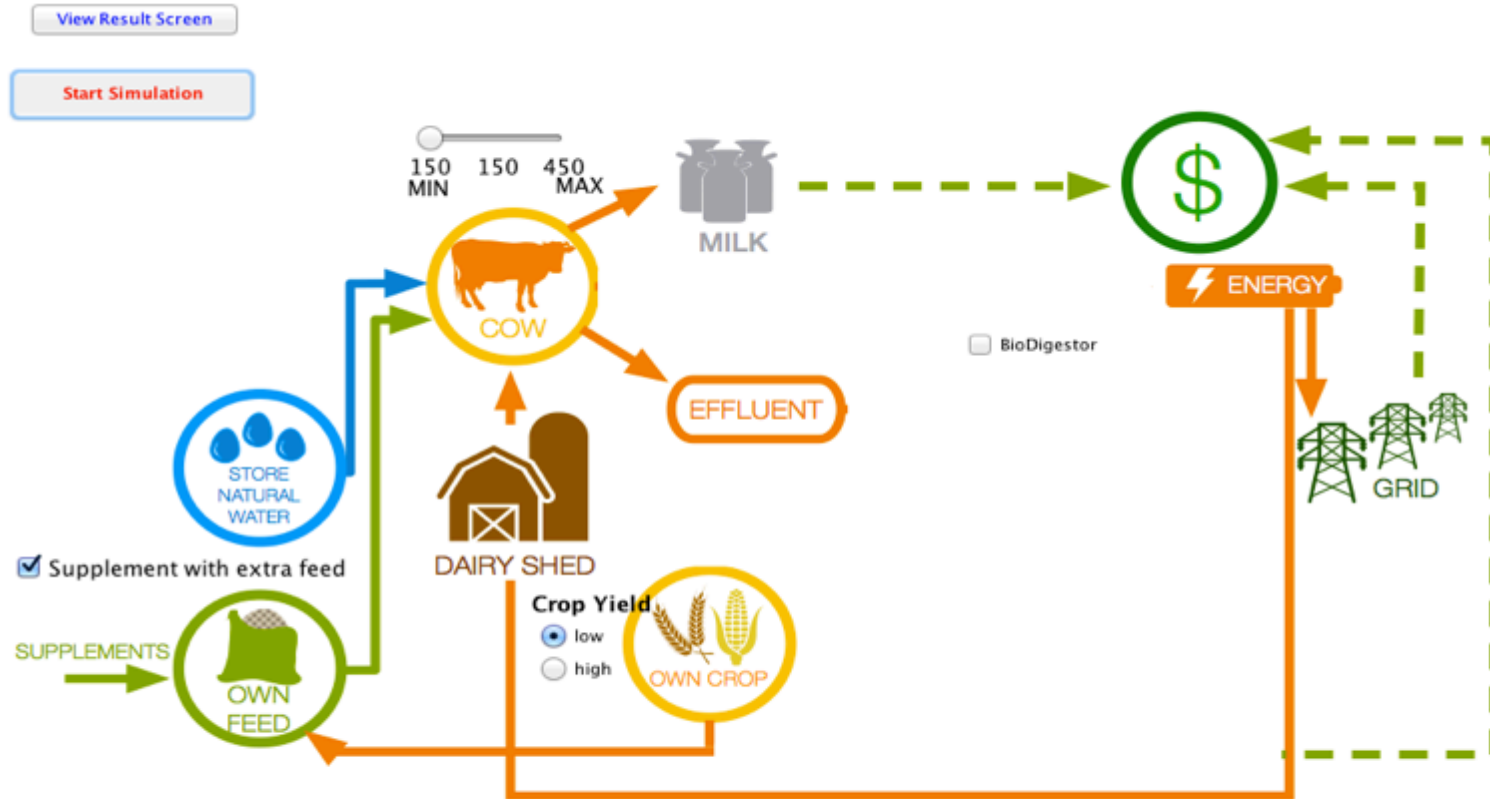 View Result Screen
Start Simulation
150 150 450
MIN MAX
MILK
$
ENERGY
COW
BioDigestor
EFFLUENT
STORE
NATURAL
WATER
GRID
Supplement with extra feed
DAIRY SHED
Crop Yield
low
high
SUPPLEMENTS
OWN
FEED
OWN CROP